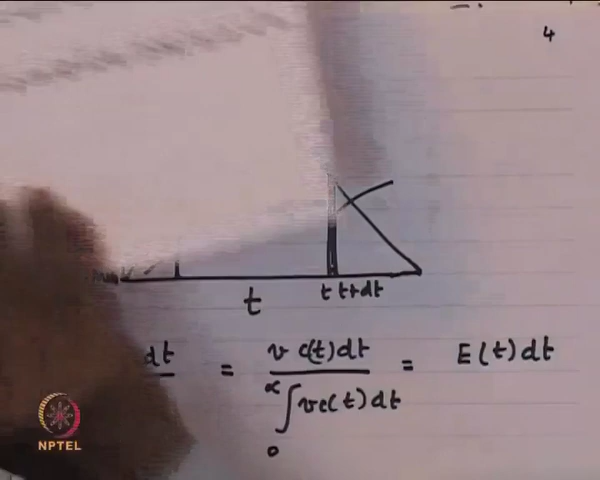 4
t t+dt
t
dt = v c(t) dt = E(t) dt
∝
∫ v c(t) dt
0
NPTEL